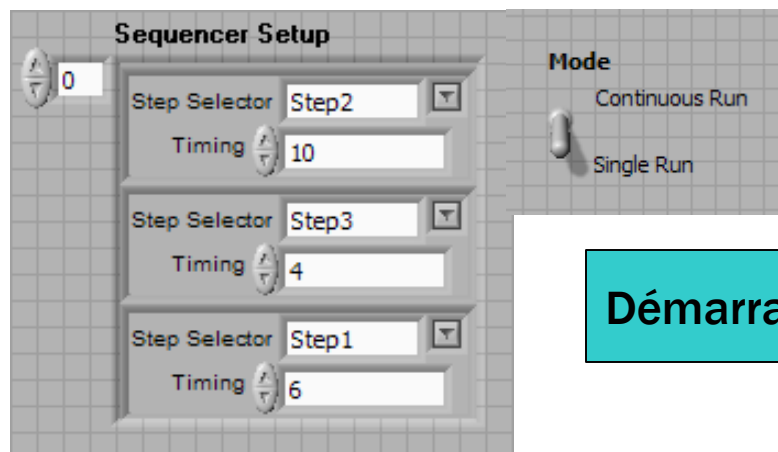 Sequencer Setup
0
Step Selector Step2
Timing 10
Step Selector Step3
Timing 4
Step Selector Step1
Timing 6
Mode
Continuous Run
Single Run